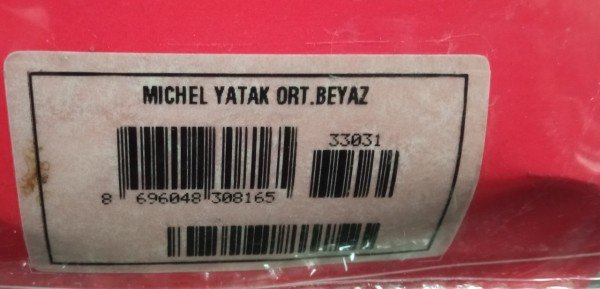 MICHEL YATAK ORT.BEYAZ
33031
8 696048 308165